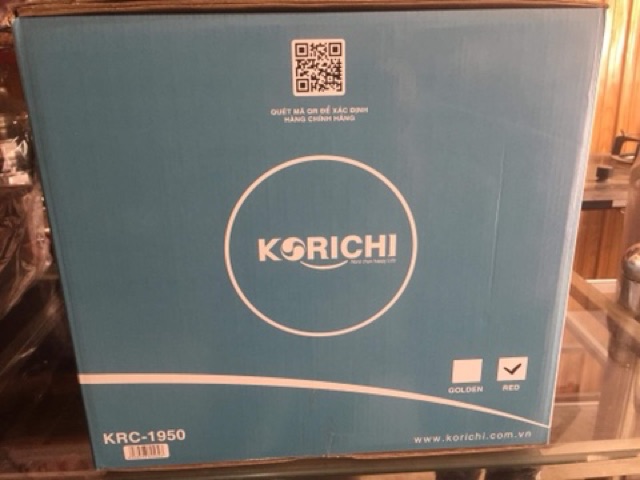 QUÉT MÃ QR ĐỂ XÁC ĐỊNH
HÀNG CHÍNH HÃNG
KORICHI
GOLDEN
RED
KRC-1950
www.korichi.com.vn